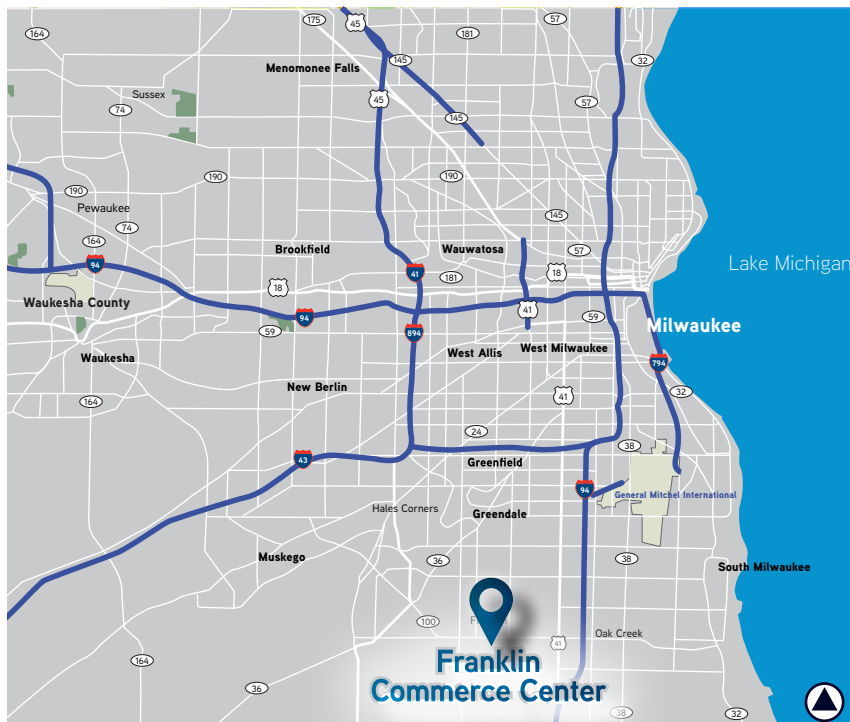 175
45
57
164
181
32
145
Menomonee Falls
Sussex
45
57
74
145
190
190
190
Pewaukee
145
74
164
Brookfield
Wauwatosa
57
94
41
181
18
Lake Michigan
18
Waukesha County
41
94
59
59
Milwaukee
894
Waukesha
West Allis
West Milwaukee
794
New Berlin
32
41
164
24
38
43
Greenfield
94
General Mitchel International
Hales Corners
Greendale
Muskego
36
38
South Milwaukee
100
Oak Creek
41
164
Franklin
Commerce Center
36
38
32